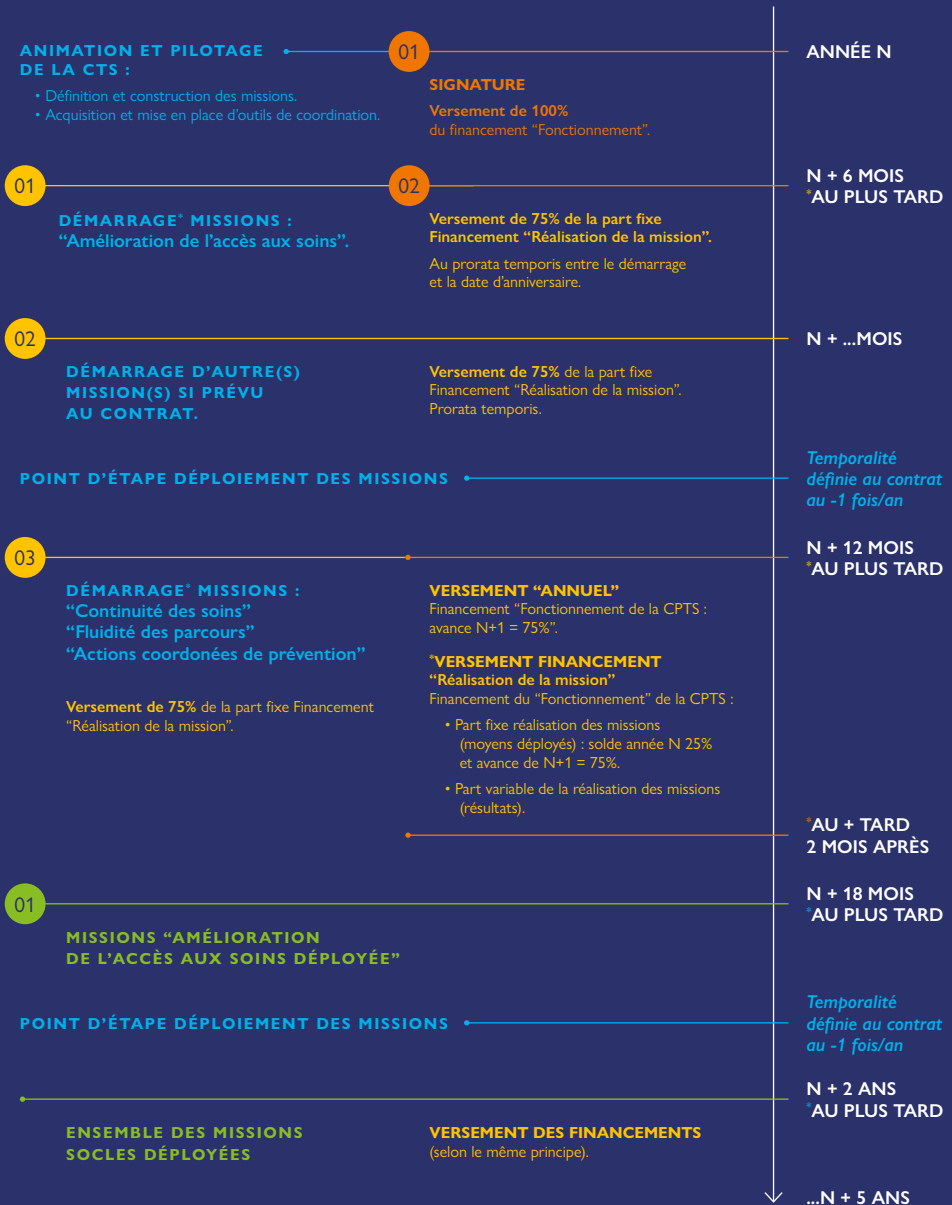 ANIMATION ET PILOTAGE
DE LA CTS :
• Définition et construction des missions.
• Acquisition et mise en place d'outils de coordination.
01
SIGNATURE
Versement de 100%
du financement “Fonctionnement”.
ANNÉE N
01
DÉMARRAGE* MISSIONS :
“Amélioration de l'accès aux soins”.
02
Versement de 75% de la part fixe
Financement “Réalisation de la mission”.
Au prorata temporis entre le démarrage
et la date d'anniversaire.
N + 6 MOIS
*AU PLUS TARD
02
DÉMARRAGE D'AUTRE(S)
MISSION(S) SI PRÉVU
AU CONTRAT.
Versement de 75% de la part fixe
Financement “Réalisation de la mission”.
Prorata temporis.
N + ...MOIS
POINT D'ÉTAPE DÉPLOIEMENT DES MISSIONS
Temporalité
définie au contrat
au -1 fois/an
03
DÉMARRAGE* MISSIONS :
“Continuité des soins”
“Fluidité des parcours”
“Actions coordonées de prévention”
Versement de 75% de la part fixe Financement
“Réalisation de la mission”.
VERSEMENT “ANNUEL”
Financement “Fonctionnement de la CPTS :
avance N+1 = 75%”.
*VERSEMENT FINANCEMENT
“Réalisation de la mission”
Financement du “Fonctionnement” de la CPTS :
• Part fixe réalisation des missions
(moyens déployés) : solde année N 25%
et avance de N+1 = 75%.
• Part variable de la réalisation des missions
(résultats).
N + 12 MOIS
*AU PLUS TARD
*AU + TARD
2 MOIS APRÈS
01
MISSIONS “AMÉLIORATION
DE L'ACCÈS AUX SOINS DÉPLOYÉE”
N + 18 MOIS
*AU PLUS TARD
POINT D'ÉTAPE DÉPLOIEMENT DES MISSIONS
Temporalité
définie au contrat
au -1 fois/an
ENSEMBLE DES MISSIONS
SOCLES DÉPLOYÉES
VERSEMENT DES FINANCEMENTS
(selon le même principe).
N + 2 ANS
*AU PLUS TARD
...N + 5 ANS